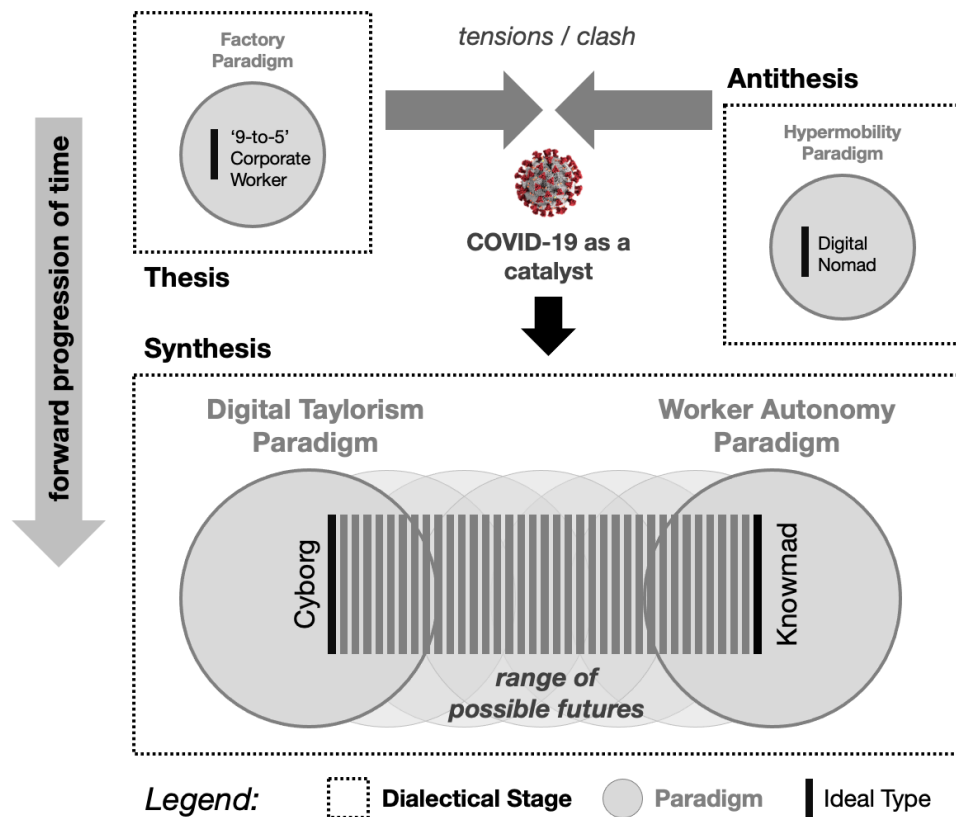 Factory
Paradigm
'9-to-5'
Corporate
Worker
Thesis
tensions / clash
Antithesis
Hypermobility
Paradigm
Digital
Nomad
COVID-19 as a
catalyst
forward progression of time
Synthesis
Digital Taylorism
Paradigm
Worker Autonomy
Paradigm
Cyborg
Knowmad
range of
possible futures
Legend:
Dialectical Stage
Paradigm
Ideal Type